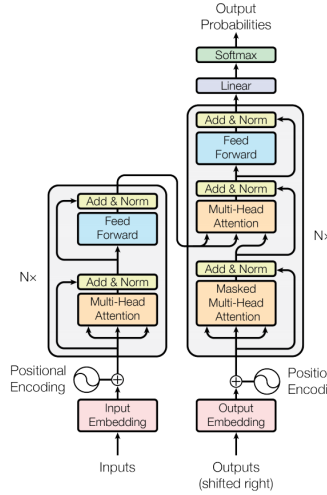 Output
Probabilities
Softmax
Linear
Add & Norm
Feed
Forward
Add & Norm
Multi-Head
Attention
Add & Norm
Masked
Multi-Head
Attention
N×
Add & Norm
Feed
Forward
Add & Norm
Multi-Head
Attention
N×
Positional
Encoding
Input
Embedding
Inputs
Positio
Encodi
Output
Embedding
Outputs
(shifted right)